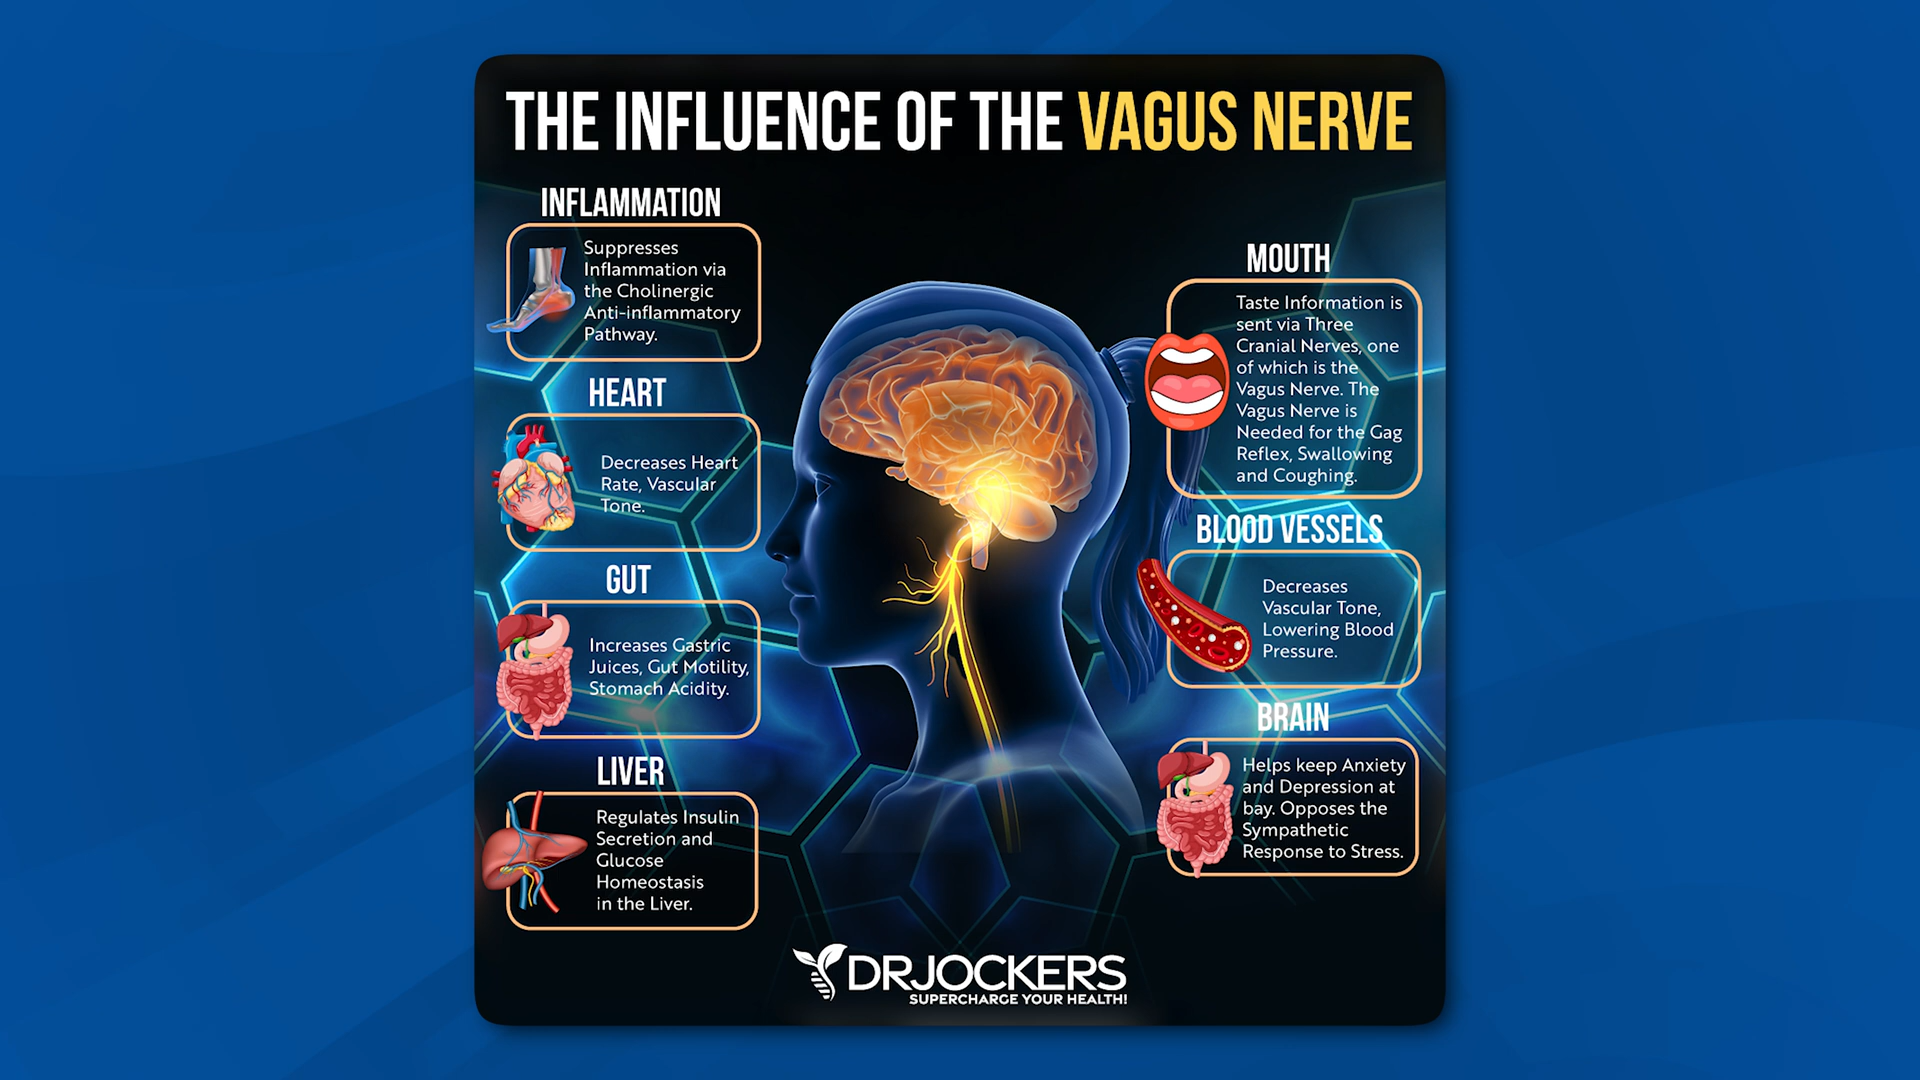 THE INFLUENCE OF THE VAGUS NERVE
INFLAMMATION
Suppresses
Inflammation via
the Cholinergic
Anti-inflammatory
Pathway.
HEART
Decreases Heart
Rate, Vascular
Tone.
GUT
Increases Gastric
Juices, Gut Motility,
Stomach Acidity.
LIVER
Regulates Insulin
Secretion and
Glucose
Homeostasis
in the Liver.
MOUTH
Taste Information is
sent via Three
Cranial Nerves, one
of which is the
Vagus Nerve. The
Vagus Nerve is
Needed for the Gag
Reflex, Swallowing
and Coughing.
BLOOD VESSELS
Decreases
Vascular Tone,
Lowering Blood
Pressure.
BRAIN
Helps keep Anxiety
and Depression at
bay. Opposes the
Sympathetic
Response to Stress.
DRJOCKERS
SUPERCHARGE YOUR HEALTH!